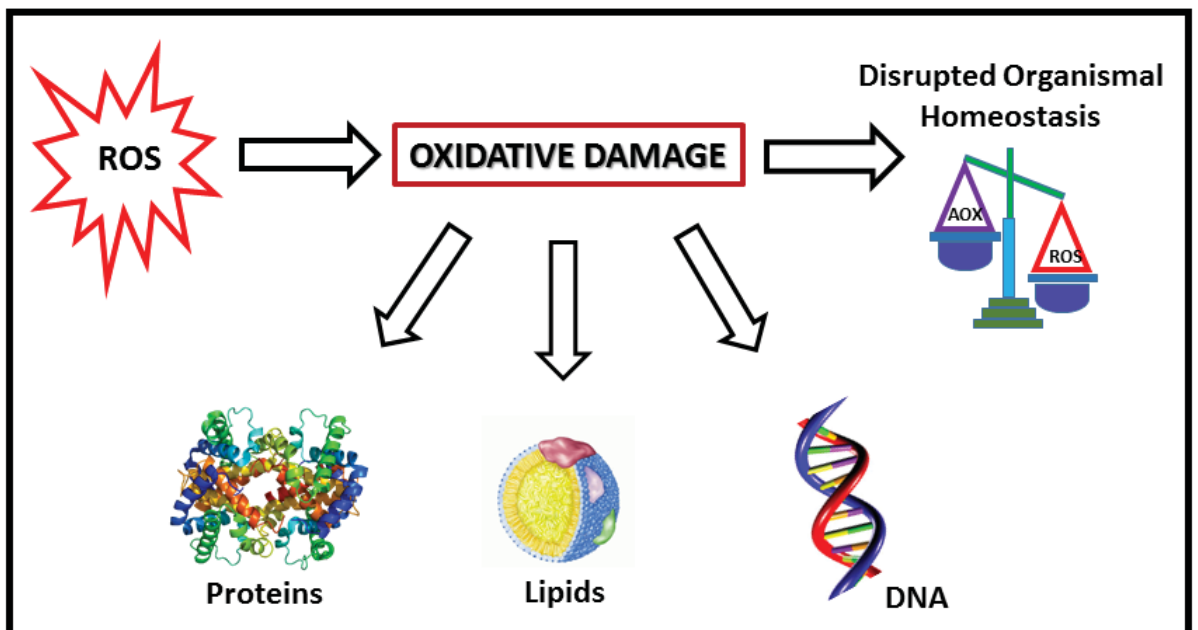 Disrupted Organismal
Homeostasis
ROS
OXIDATIVE DAMAGE
AOX
ROS
Proteins
Lipids
DNA